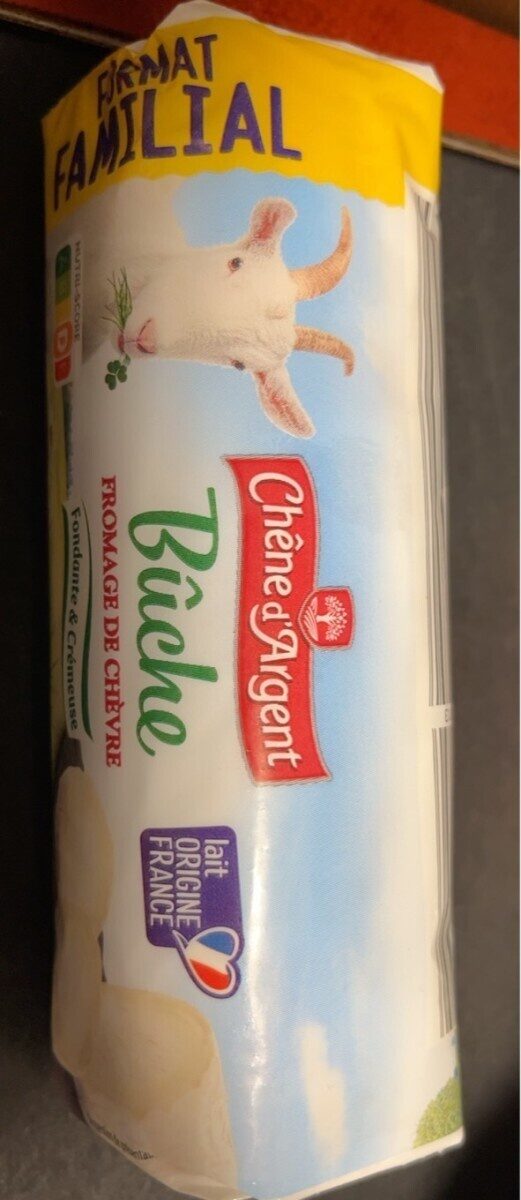 FORMAT
FAMILIAL
NUTRI-SCORE
D
Chêne d'Argent
Bûche
FROMAGE DE CHÈVRE
Fondante & Crémeuse
lait
ORIGINE
FRANCE